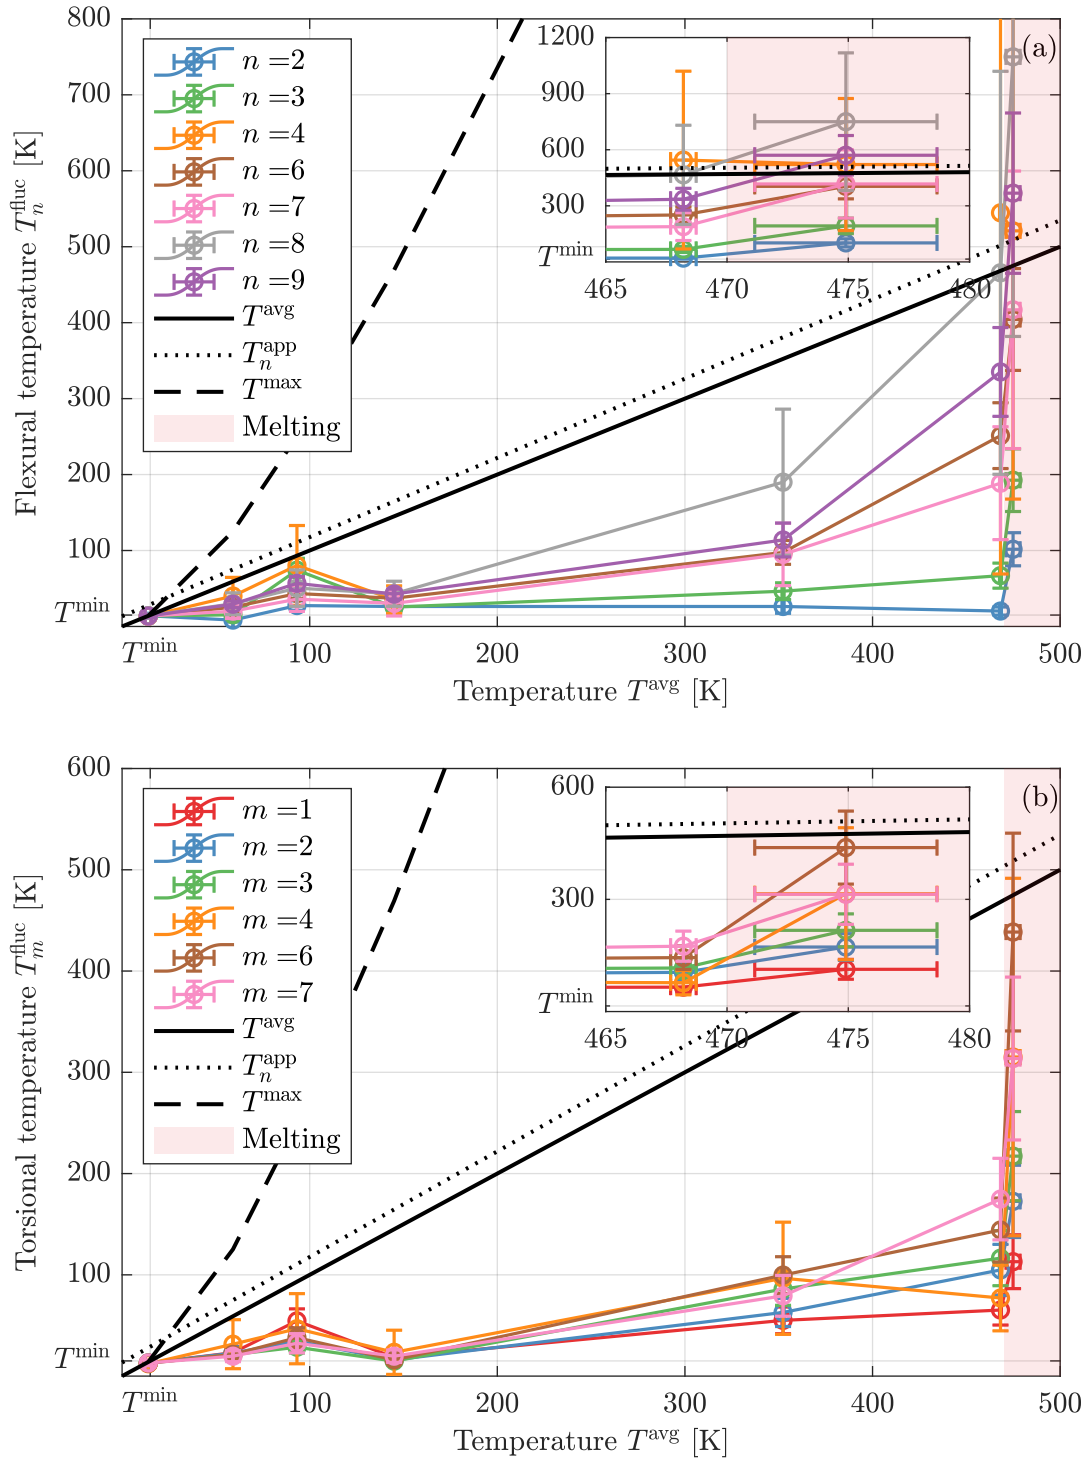 800
700
600
500
400
300
200
100
T^min
Flexural temperature T_n^fluc [K]
n =2
n =3
n =4
n =6
n =7
n =8
n =9
T^avg
T_n^app
T^max
Melting
(a)
1200
900
600
300
T^min
465 470 475 480
T^min 100 200 300 400 500
Temperature T^avg [K]
600
500
400
300
200
100
T^min
Torsional temperature T_m^fluc [K]
m =1
m =2
m =3
m =4
m =6
m =7
T^avg
T_n^app
T^max
Melting
(b)
600
300
T^min
465 470 475 480
T^min 100 200 300 400 500
Temperature T^avg [K]